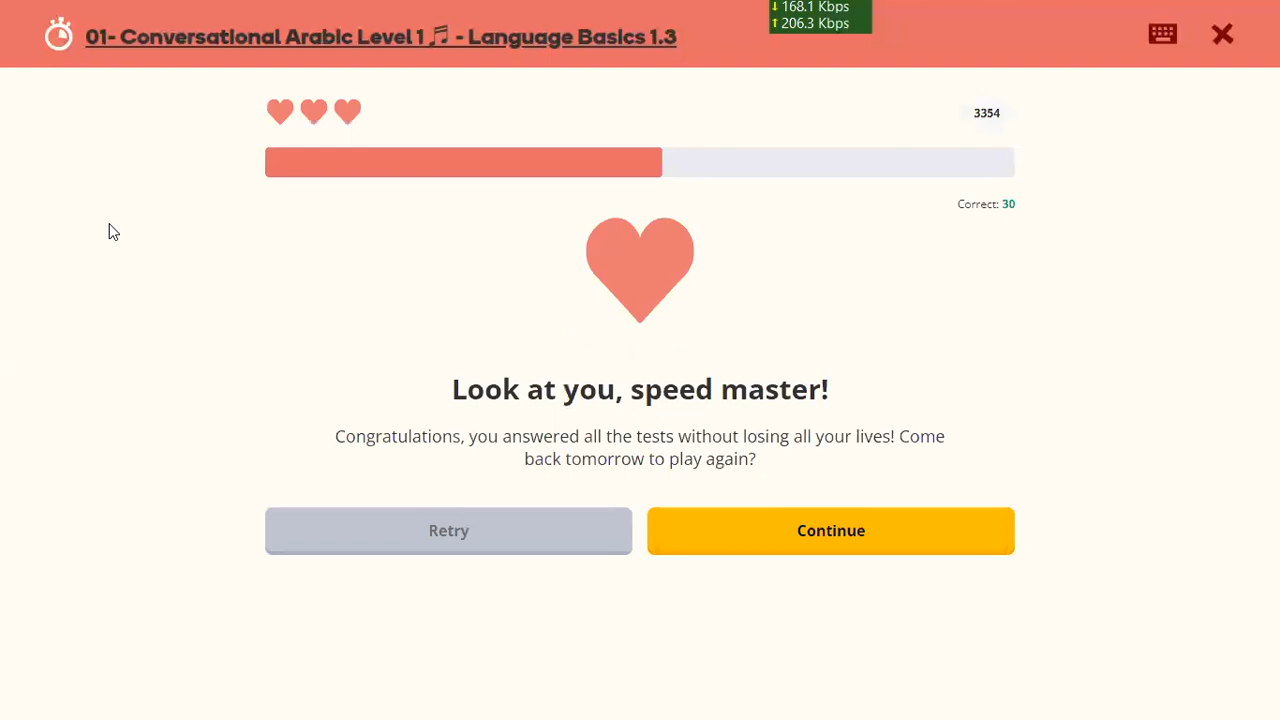 ↓ 168.1 Kbps
↑ 206.3 Kbps
01- Conversational Arabic Level 1 🎵 - Language Basics 1.3
3354
Correct: 30
Look at you, speed master!
Congratulations, you answered all the tests without losing all your lives! Come
back tomorrow to play again?
Retry
Continue